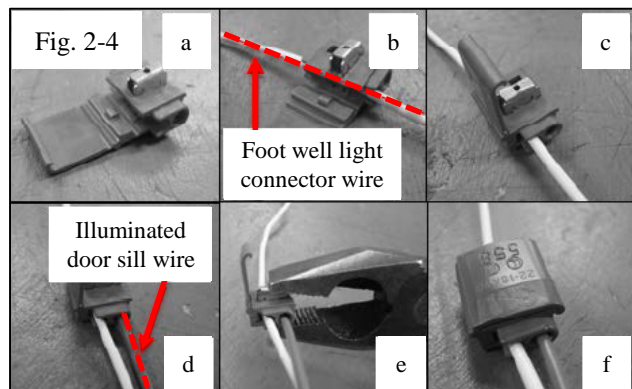 Fig. 2-4
a
b
c
Foot well light
connector wire
Illuminated
door sill wire
d
e
f